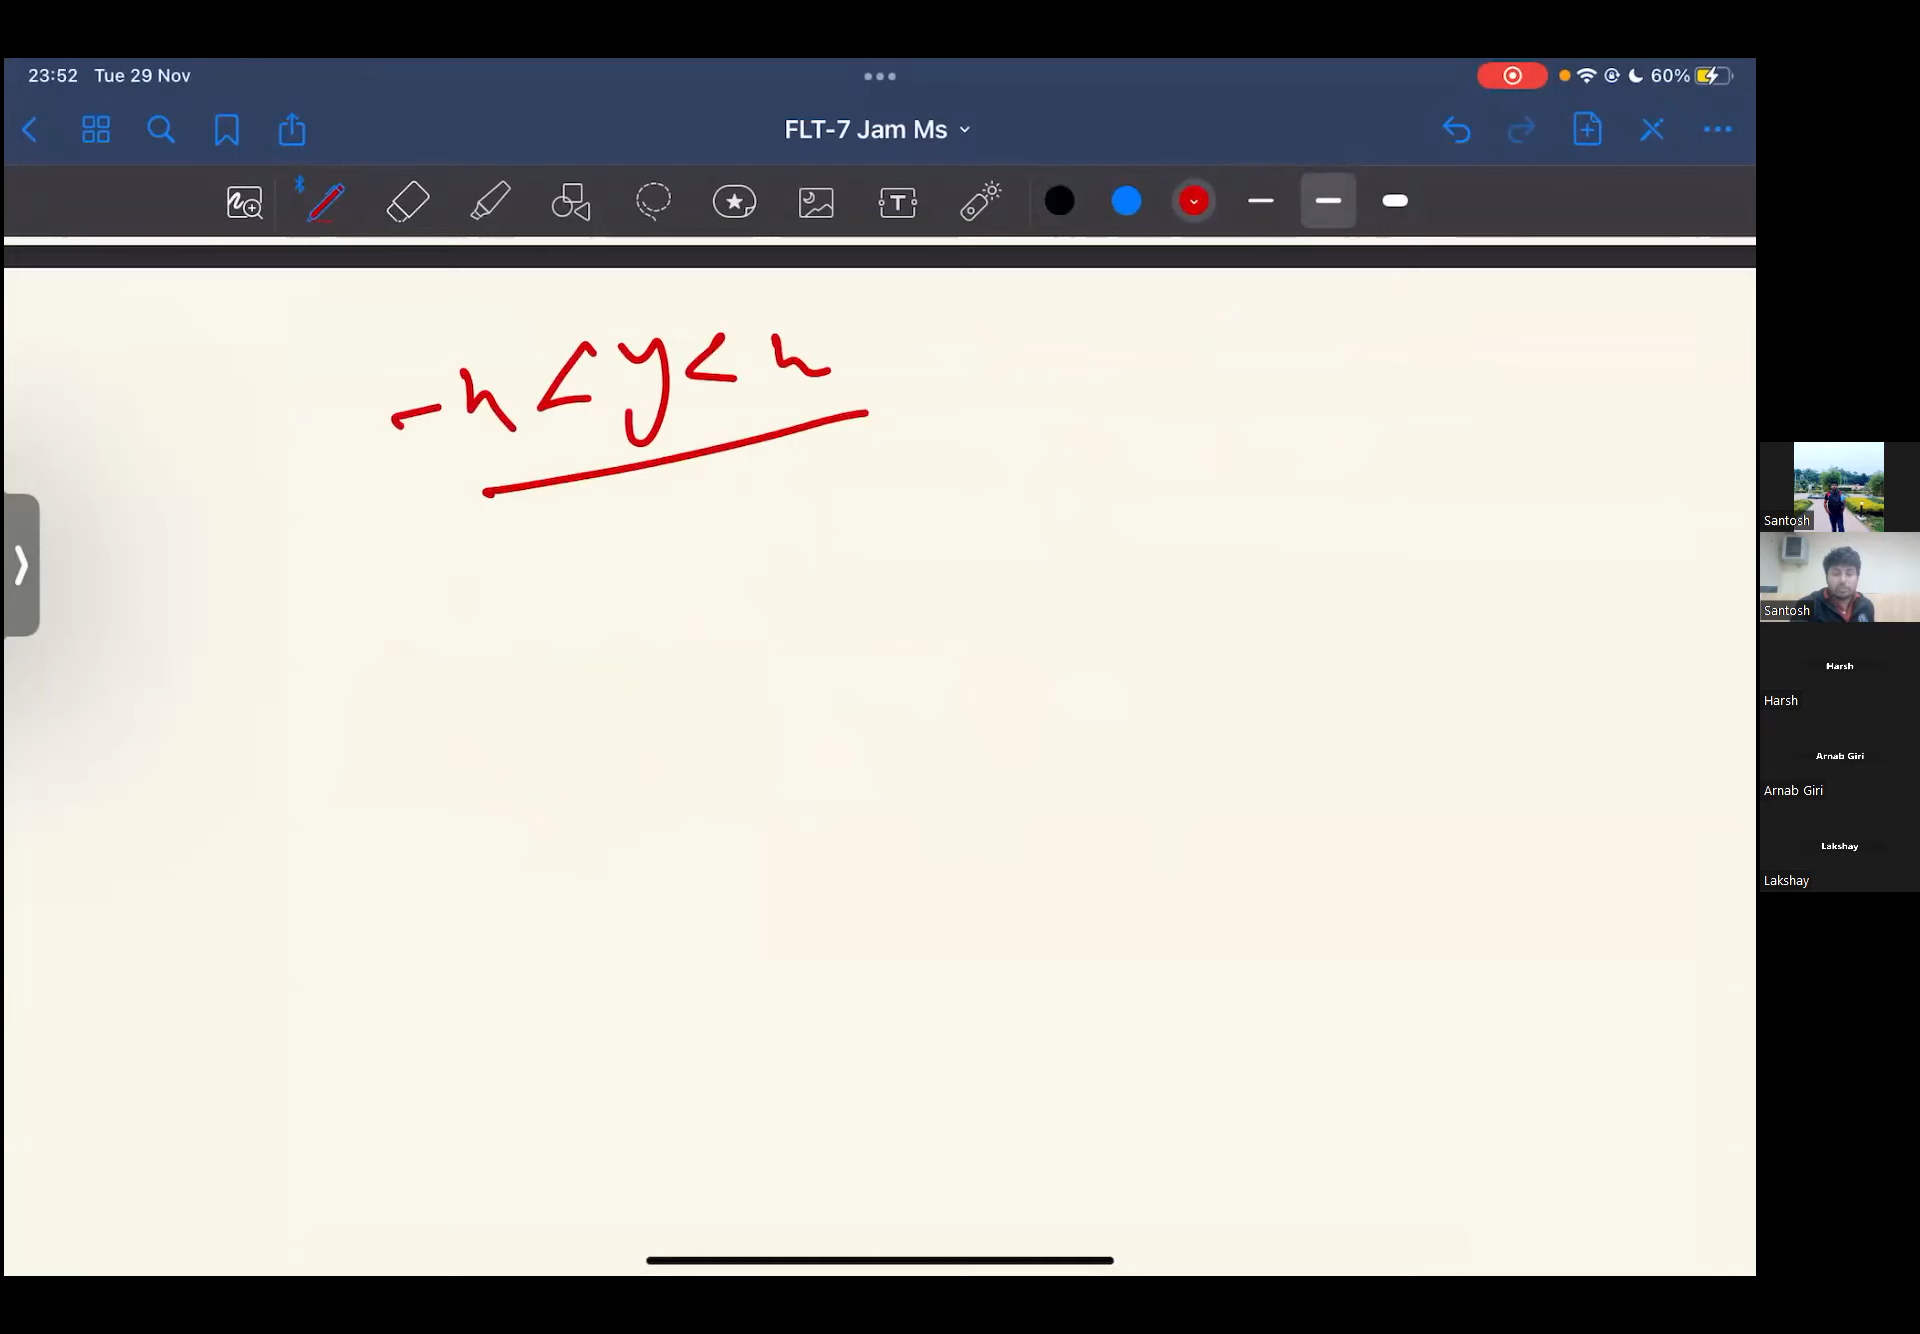 23:52 Tue 29 Nov
60%
FLT-7 Jam Ms
T
-x < y < x
Santosh
Santosh
Harsh
Harsh
Arnab Giri
Arnab Giri
Lakshay
Lakshay